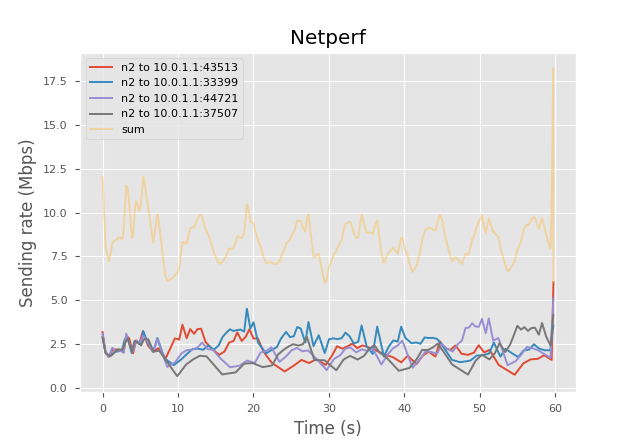 Netperf
n2 to 10.0.1.1:43513
n2 to 10.0.1.1:33399
n2 to 10.0.1.1:44721
n2 to 10.0.1.1:37507
sum
Sending rate (Mbps)
17.5
15.0
12.5
10.0
7.5
5.0
2.5
0.0
0 10 20 30 40 50 60
Time (s)